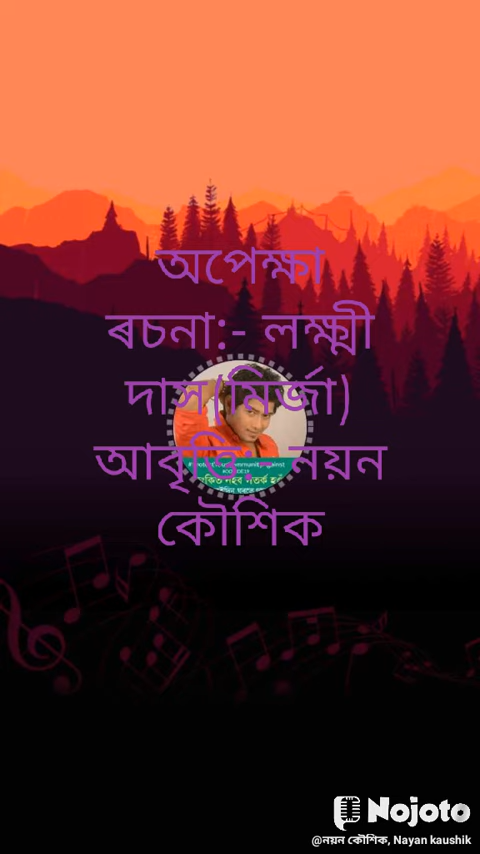 অপেক্ষা
ৰচনা:- লক্ষ্মী
দাস(মিৰ্জা)
আবৃত্তি:- নয়ন
কৌশিক
Nojoto
@নয়ন কৌশিক, Nayan kaushik